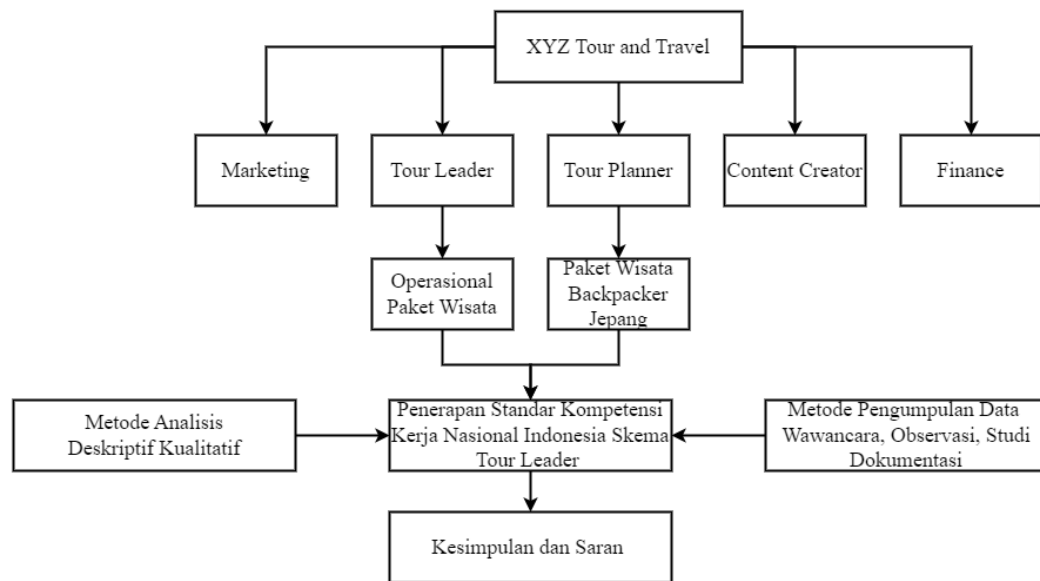 XYZ Tour and Travel
Marketing
Tour Leader
Tour Planner
Content Creator
Finance
Operasional
Paket Wisata
Paket Wisata
Backpacker
Jepang
Metode Analisis
Deskriptif Kualitatif
Penerapan Standar Kompetensi
Kerja Nasional Indonesia Skema
Tour Leader
Metode Pengumpulan Data
Wawancara, Observasi, Studi
Dokumentasi
Kesimpulan dan Saran